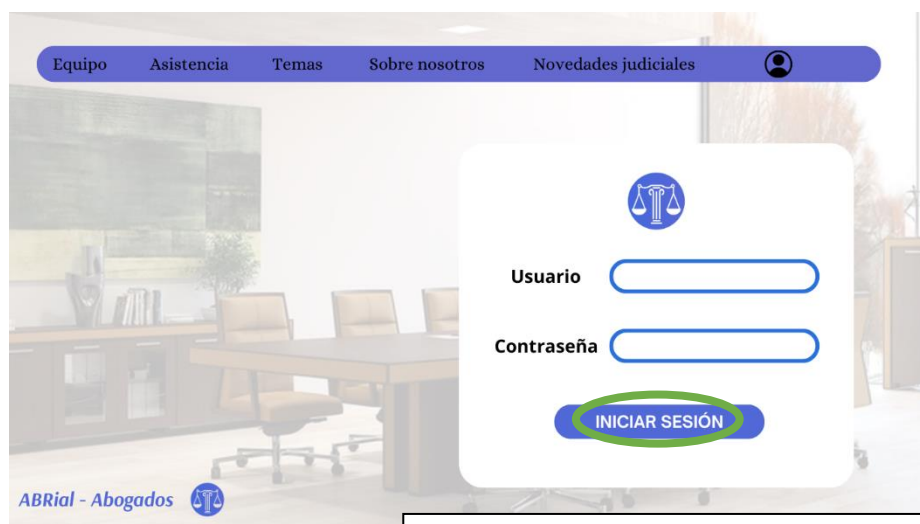 Equipo Asistencia Temas Sobre nosotros Novedades judiciales
Usuario
Contraseña
INICIAR SESIÓN
ABRial - Abogados